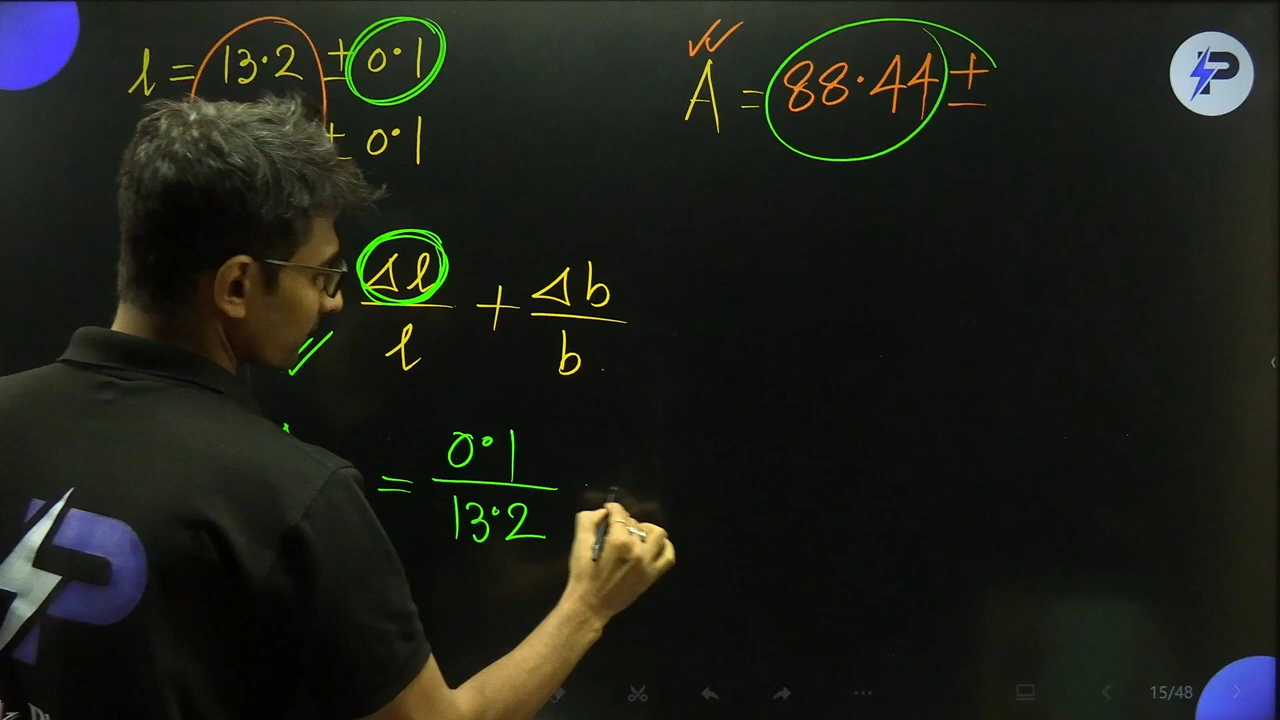 l = 13.2 ± 0.1
± 0.1
A = 88.44 ±
Δl/l + Δb/b
= 0.1/13.2
15/48
P
P